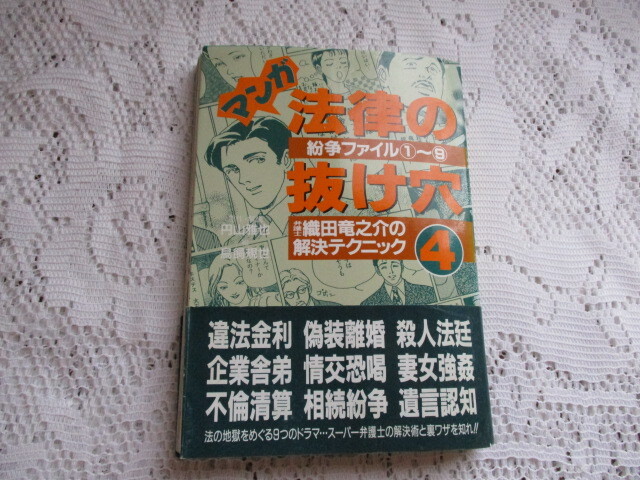 マンガ
法律の
紛争ファイル①〜⑨
抜け穴
弁護士織田竜之介の
解決テクニック
4
円山雅也
違法金利 偽装離婚 殺人法廷
企業舎弟 情交恐喝 妻女強姦
不倫清算 相続紛争 遺言認知
法の地獄をめぐる9つのドラマ…スーパー弁護士の解決術と裏ワザを知れ!!